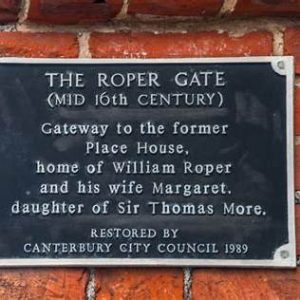 THE ROPER GATE
(MID 16th CENTURY)
Gateway to the former
Place House,
home of William Roper
and his wife Margaret.
daughter of Sir Thomas More.
RESTORED BY
CANTERBURY CITY COUNCIL 1989